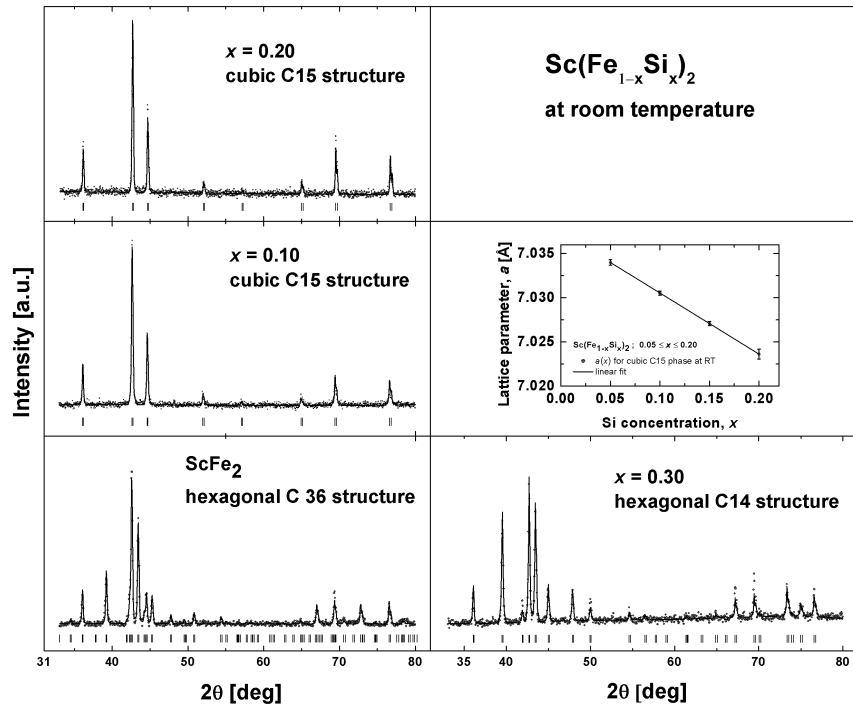 x = 0.20
cubic C15 structure
Sc(Fe1−xSix)2
at room temperature
x = 0.10
cubic C15 structure
Intensity [a.u.]
Lattice parameter, a [Å]
7.035
7.030
7.025
7.020
Sc(Fe1-xSix)2 ; 0.05 ≤ x ≤ 0.20
a(x) for cubic C15 phase at RT
linear fit
0.00 0.05 0.10 0.15 0.20
Si concentration, x
ScFe2
hexagonal C 36 structure
x = 0.30
hexagonal C14 structure
31 40 50 60 70 80
35 40 50 60 70 80
2θ [deg]
2θ [deg]